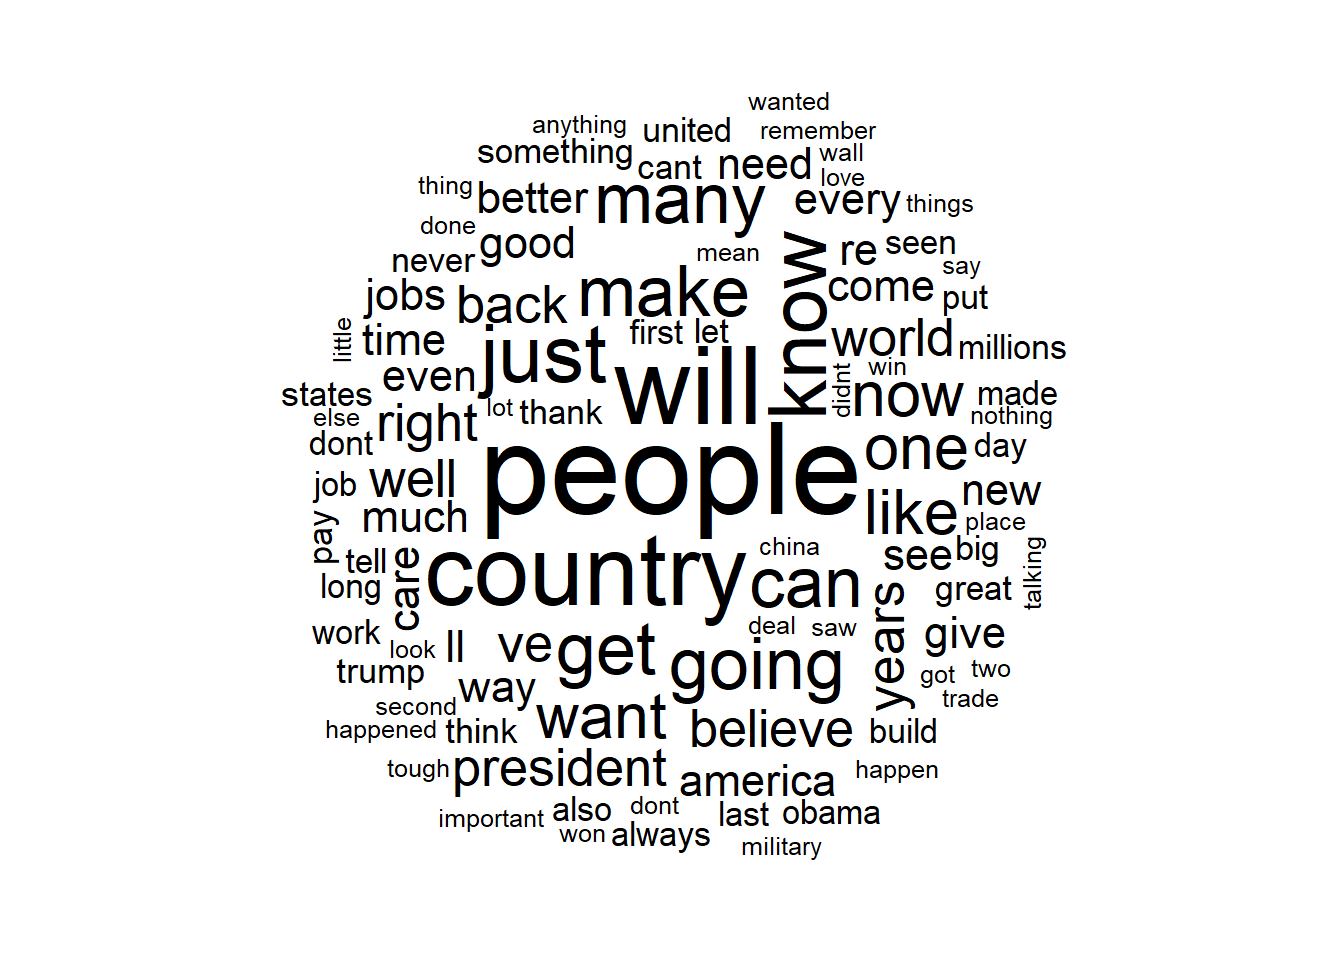 wanted
anything united remember
something cant need wall
love
thing better many every things
done good mean know re seen
never say
jobs back make come put
little time first let world millions
states even just will didnt win now made
else lot thank nothing
dont right people one day
job well like new
pay much place
tell care country china can see big talking
long years great
work look ll ve get deal saw going give
trump way got two
second want believe trade
happened think build
tough president america happen
important also dont last obama
won always military